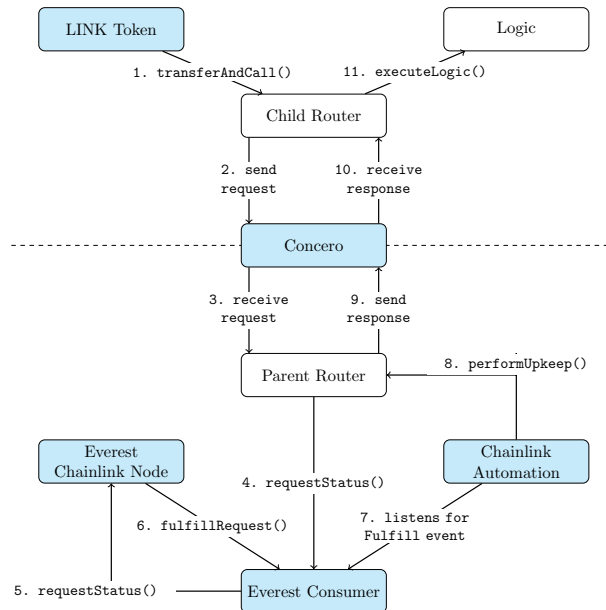 LINK Token
Logic
1. transferAndCall()
11. executeLogic()
Child Router
2. send
request
10. receive
response
Concero
3. receive
request
9. send
response
8. performUpkeep()
Parent Router
Everest
Chainlink Node
Chainlink
Automation
4. requestStatus()
7. listens for
Fulfill event
6. fulfillRequest()
5. requestStatus()
Everest Consumer